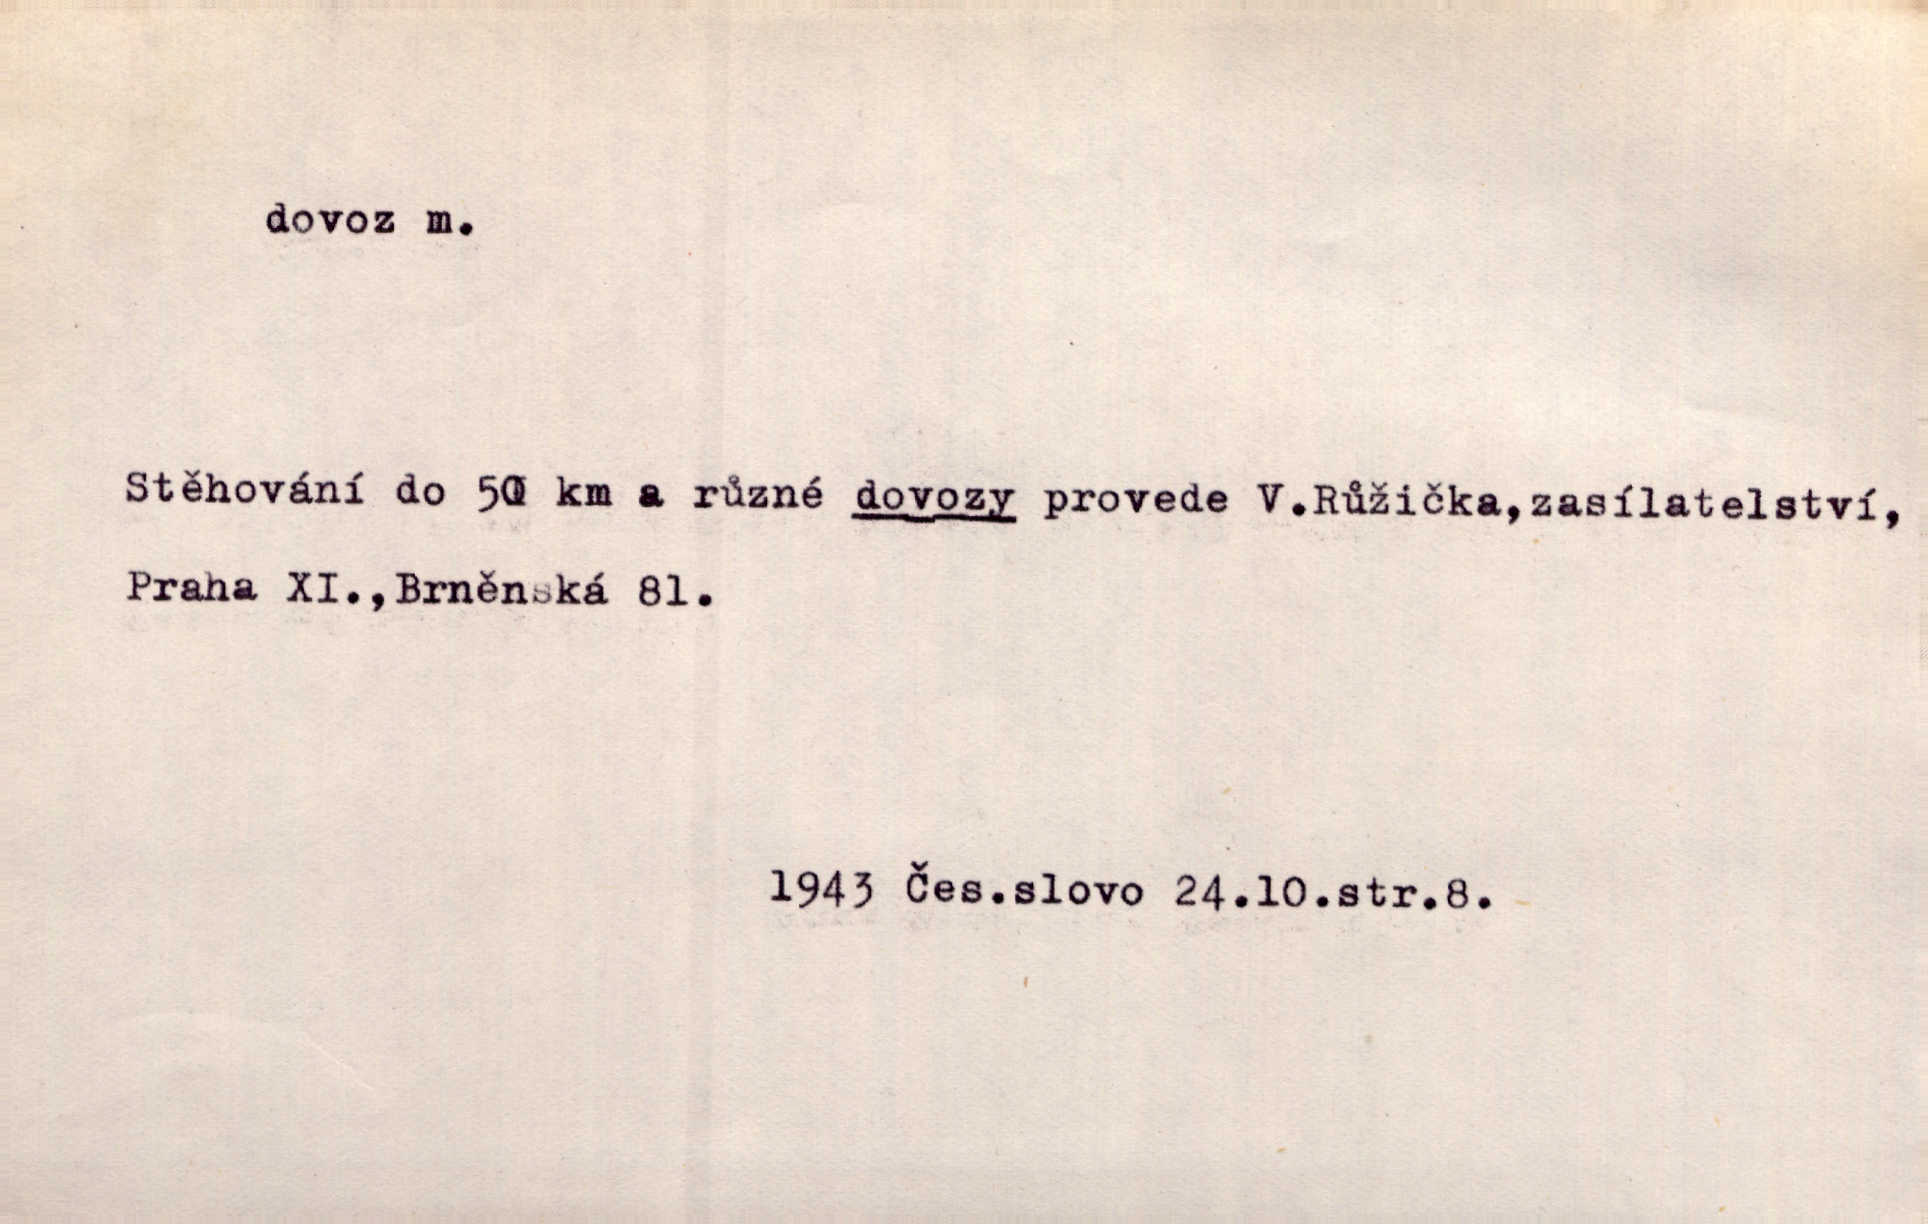 dovoz m.
Stěhování do 50 km a různé dovozy provede V.Růžička,zasílatelství,
Praha XI.,Brněnská 81.
1943 Čes.slovo 24.10.str.8.